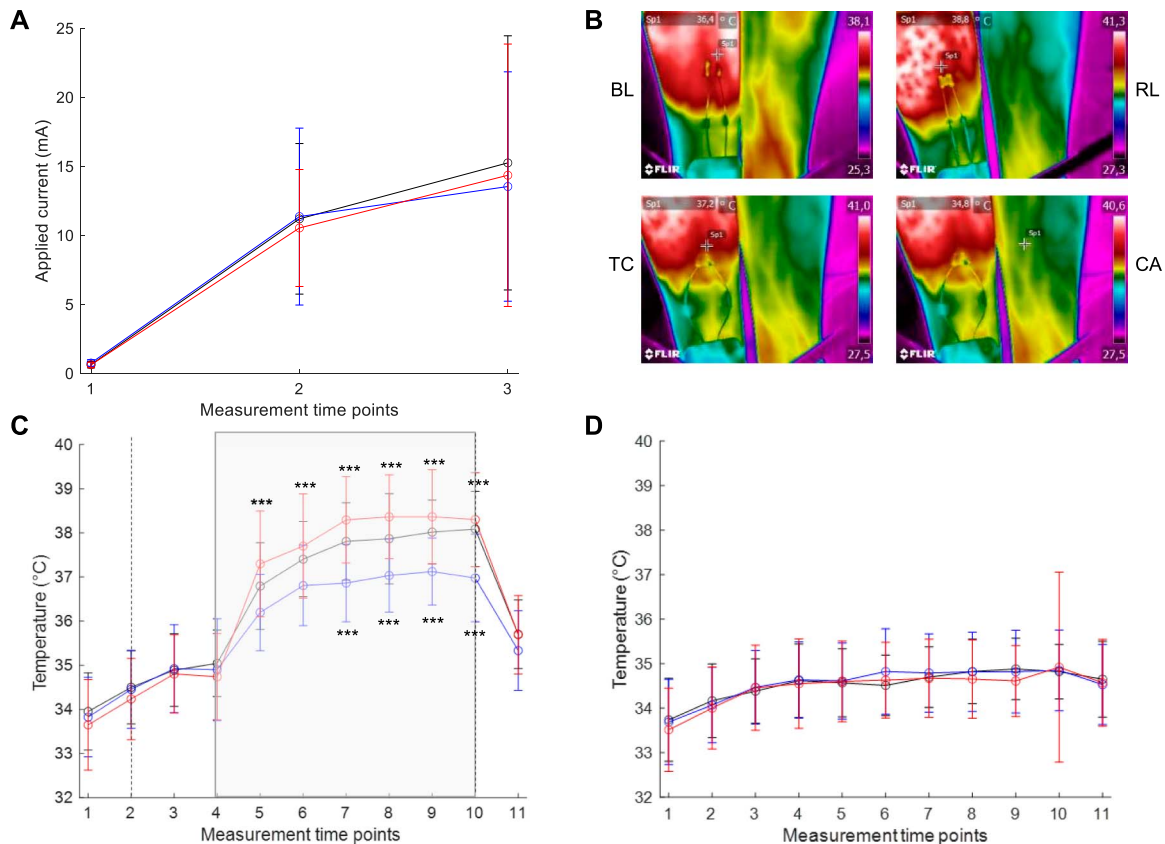 A
25
20
15
10
5
0
Applied current (mA)
1
2
3
Measurement time points
B
BL
Sp1 36,4 ° C
38,1
Sp1
FLIR
25,3
Sp1 38,8 ° C
41,3
Sp1
FLIR
27,3
RL
TC
Sp1 37,2 ° C
41,0
Sp1
FLIR
27,5
Sp1 34,8 ° C
40,6
Sp1
FLIR
27,5
CA
C
40
39
38
37
36
35
34
33
32
Temperature (°C)
*** *** *** *** *** ***
*** *** *** ***
1 2 3 4 5 6 7 8 9 10 11
Measurement time points
D
40
39
38
37
36
35
34
33
32
Temperature (°C)
1 2 3 4 5 6 7 8 9 10 11
Measurement time points